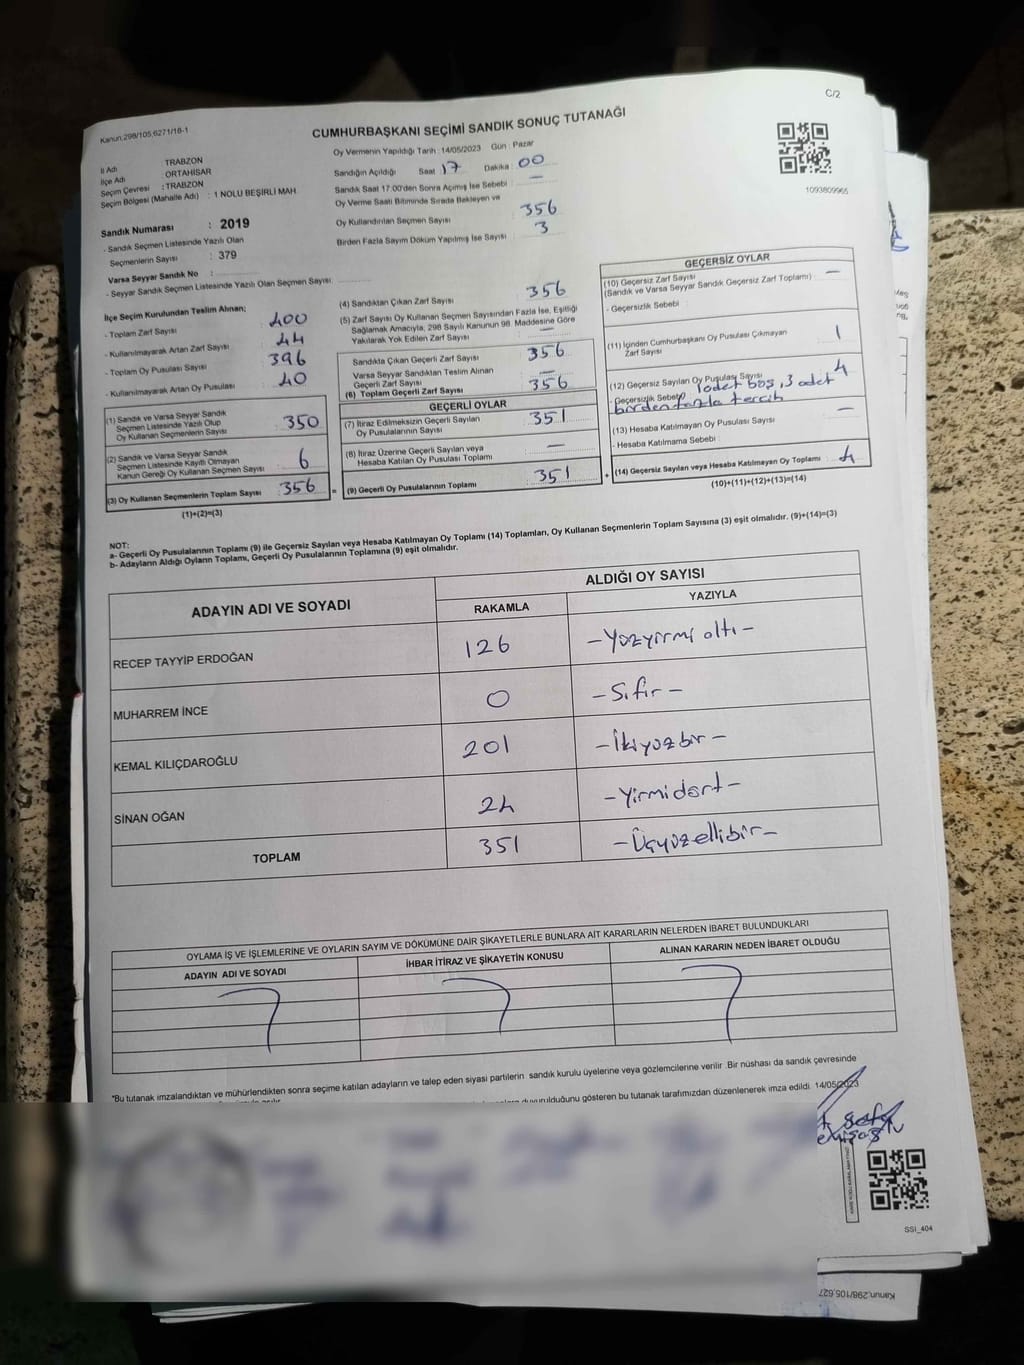 C/2
Kanun;298/105;6271/16-1
CUMHURBAŞKANI SEÇİMİ SANDIK SONUÇ TUTANAĞI
İl Adı : TRABZON
İlçe Adı : ORTAHİSAR
Seçim Çevresi : TRABZON
Seçim Bölgesi (Mahalle Adı) : 1 NOLU BEŞİRLİ MAH.
Oy Vermenin Yapıldığı Tarih : 14/05/2023 Gün : Pazar
Sandığın Açıldığı Saat 17 Dakika : 00
Sandık Saat 17.00'den Sonra Açılmış İse Sebebi : —
Oy Verme Saati Bitiminde Sırada Bekleyen ve
Oy Kullandırılan Seçmen Sayısı : 356
Birden Fazla Sayım Döküm Yapılmış İse Sayısı : 3
1093809965
Sandık Numarası : 2019
- Sandık Seçmen Listesinde Yazılı Olan
Seçmenlerin Sayısı : 379
Varsa Seyyar Sandık No :
- Seyyar Sandık Seçmen Listesinde Yazılı Olan Seçmen Sayısı:
İlçe Seçim Kurulundan Teslim Alınan;
- Toplam Zarf Sayısı : 400
- Kullanılmayarak Artan Zarf Sayısı : 44
- Toplam Oy Pusulası Sayısı : 396
- Kullanılmayarak Artan Oy Pusulası : 40
(1) Sandık ve Varsa Seyyar Sandık
Seçmen Listesinde Yazılı Olup
Oy Kullanan Seçmenlerin Sayısı : 350
(2) Sandık ve Varsa Seyyar Sandık
Seçmen Listesinde Kayıtlı Olmayan
Kanun Gereği Oy Kullanan Seçmen Sayısı : 6
(3) Oy Kullanan Seçmenlerin Toplam Sayısı : 356
(1)+(2)=(3)
(4) Sandıktan Çıkan Zarf Sayısı : 356
(5) Zarf Sayısı Oy Kullanan Seçmen Sayısından Fazla İse, Eşitliği
Sağlamak Amacıyla, 298 Sayılı Kanunun 98. Maddesine Göre
Yakılarak Yok Edilen Zarf Sayısı : —
Sandıkta Çıkan Geçerli Zarf Sayısı : 356
Varsa Seyyar Sandıktan Teslim Alınan
Geçerli Zarf Sayısı : —
(6) Toplam Geçerli Zarf Sayısı : 356
GEÇERLİ OYLAR
(7) İtiraz Edilmeksizin Geçerli Sayılan
Oy Pusulalarının Sayısı : 351
(8) İtiraz Üzerine Geçerli Sayılan veya
Hesaba Katılan Oy Pusulası Toplamı : —
(9) Geçerli Oy Pusulalarının Toplamı : 351
GEÇERSİZ OYLAR
(10) Geçersiz Zarf Sayısı
(Sandık ve Varsa Seyyar Sandık Geçersiz Zarf Toplamı) : —
- Geçersizlik Sebebi :
(11) İçinden Cumhurbaşkanı Oy Pusulası Çıkmayan
Zarf Sayısı : 1
(12) Geçersiz Sayılan Oy Pusulası Sayısı : 4
- Geçersizlik Sebebi : 1 adet boş, 3 adet
birden fazla tercih
(13) Hesaba Katılmayan Oy Pusulası Sayısı : —
- Hesaba Katılmama Sebebi :
+ (14) Geçersiz Sayılan veya Hesaba Katılmayan Oy Toplamı : 4
(10)+(11)+(12)+(13)=(14)
NOT:
a- Geçerli Oy Pusulalarının Toplamı (9) ile Geçersiz Sayılan veya Hesaba Katılmayan Oy Toplamı (14) Toplamları, Oy Kullanan Seçmenlerin Toplam Sayısına (3) eşit olmalıdır. (9)+(14)=(3)
b- Adayların Aldığı Oyların Toplamı, Geçerli Oy Pusulalarının Toplamına (9) eşit olmalıdır.
ADAYIN ADI VE SOYADI ALDIĞI OY SAYISI
RAKAMLA YAZIYLA
RECEP TAYYİP ERDOĞAN 126 -Yüzyirmi altı-
MUHARREM İNCE 0 -Sıfır-
KEMAL KILIÇDAROĞLU 201 -İkiyüzbir-
SİNAN OĞAN 24 -Yirmidört-
TOPLAM 351 -Üçyüzellibir-
OYLAMA İŞ VE İŞLEMLERİNE VE OYLARIN SAYIM VE DÖKÜMÜNE DAİR ŞİKAYETLERLE BUNLARA AİT KARARLARIN NELERDEN İBARET BULUNDUKLARI
ADAYIN ADI VE SOYADI İHBAR İTİRAZ VE ŞİKAYETİN KONUSU ALINAN KARARIN NEDEN İBARET OLDUĞU
*Bu tutanak imzalandıktan ve mühürlendikten sonra seçime katılan adayların ve talep eden siyasi partilerin sandık kurulu üyelerine veya gözlemcilerine verilir. Bir nüshası da sandık çevresinde
duyurulduğunu gösteren bu tutanak tarafımızdan düzenlenerek imza edildi. 14/05/2023
SSI_404
Kanun;298/105;627